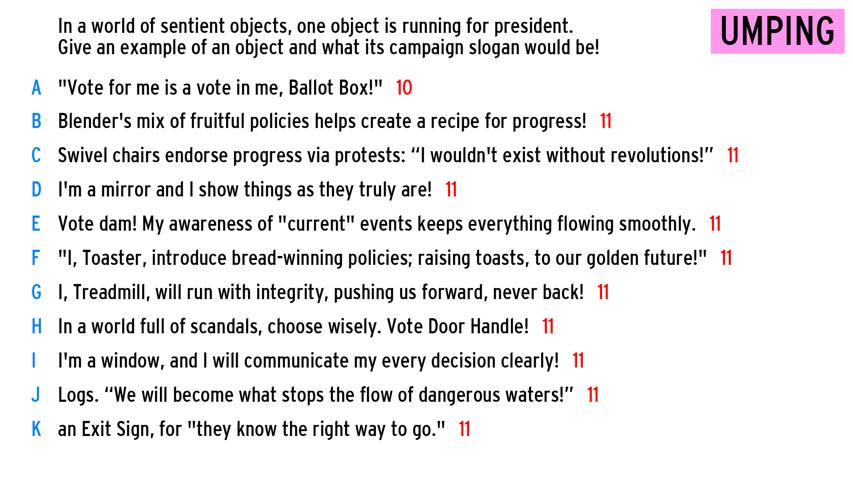 In a world of sentient objects, one object is running for president.
Give an example of an object and what its campaign slogan would be!
UMPING
A "Vote for me is a vote in me, Ballot Box!" 10
B Blender's mix of fruitful policies helps create a recipe for progress! 11
C Swivel chairs endorse progress via protests: “I wouldn't exist without revolutions!” 11
D I'm a mirror and I show things as they truly are! 11
E Vote dam! My awareness of "current" events keeps everything flowing smoothly. 11
F "I, Toaster, introduce bread-winning policies; raising toasts, to our golden future!" 11
G I, Treadmill, will run with integrity, pushing us forward, never back! 11
H In a world full of scandals, choose wisely. Vote Door Handle! 11
I I'm a window, and I will communicate my every decision clearly! 11
J Logs. “We will become what stops the flow of dangerous waters!” 11
K an Exit Sign, for "they know the right way to go." 11